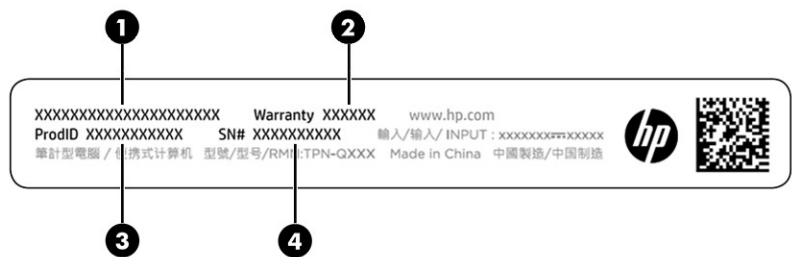 1 2
XXXXXXXXXXXXXXXXXXXXX Warranty XXXXXX www.hp.com
ProdID XXXXXXXXXXX SN# XXXXXXXXXX 輸入/输入/ INPUT : xxxxxxx⎓xxxxx
筆計型電腦 / 便携式计算机 型號/型号/RMN:TPN-QXXX Made in China 中國製造/中国制造
hp
3 4